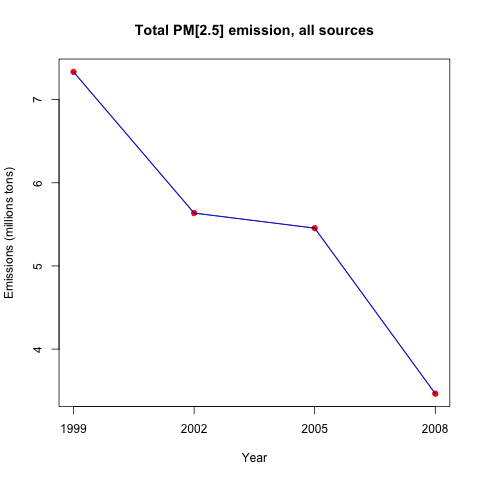 Total PM[2.5] emission, all sources
Emissions (millions tons)
7
6
5
4
1999 2002 2005 2008
Year